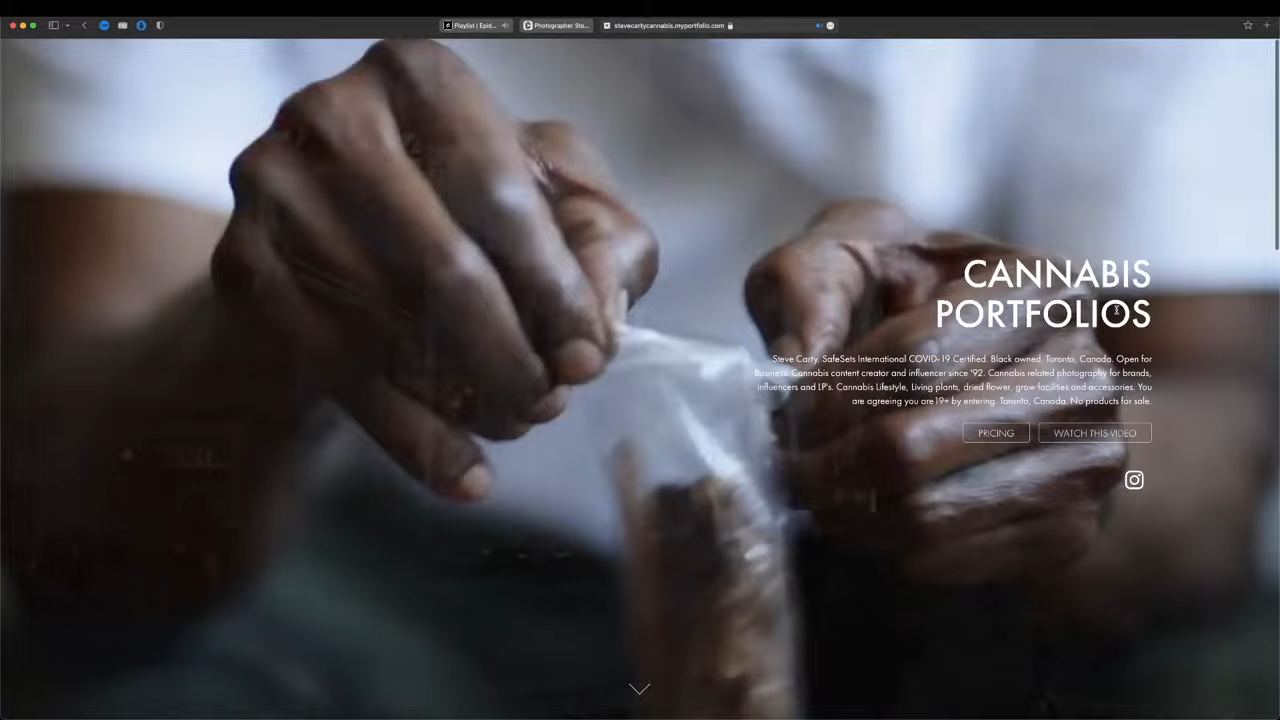 Playlist | Epid...
Photographer Ste...
stevecartycannabis.myportfolio.com
CANNABIS
PORTFOLIOS
Steve Carty. SafeSets International COVID-19 Certified. Black owned. Toronto, Canada. Open for
Business. Cannabis content creator and influencer since '92. Cannabis related photography for brands,
influencers and LP's. Cannabis Lifestyle, Living plants, dried flower, grow facilities and accessories. You
are agreeing you are19+ by entering. Toronto, Canada. No products for sale.
PRICING
WATCH THIS VIDEO